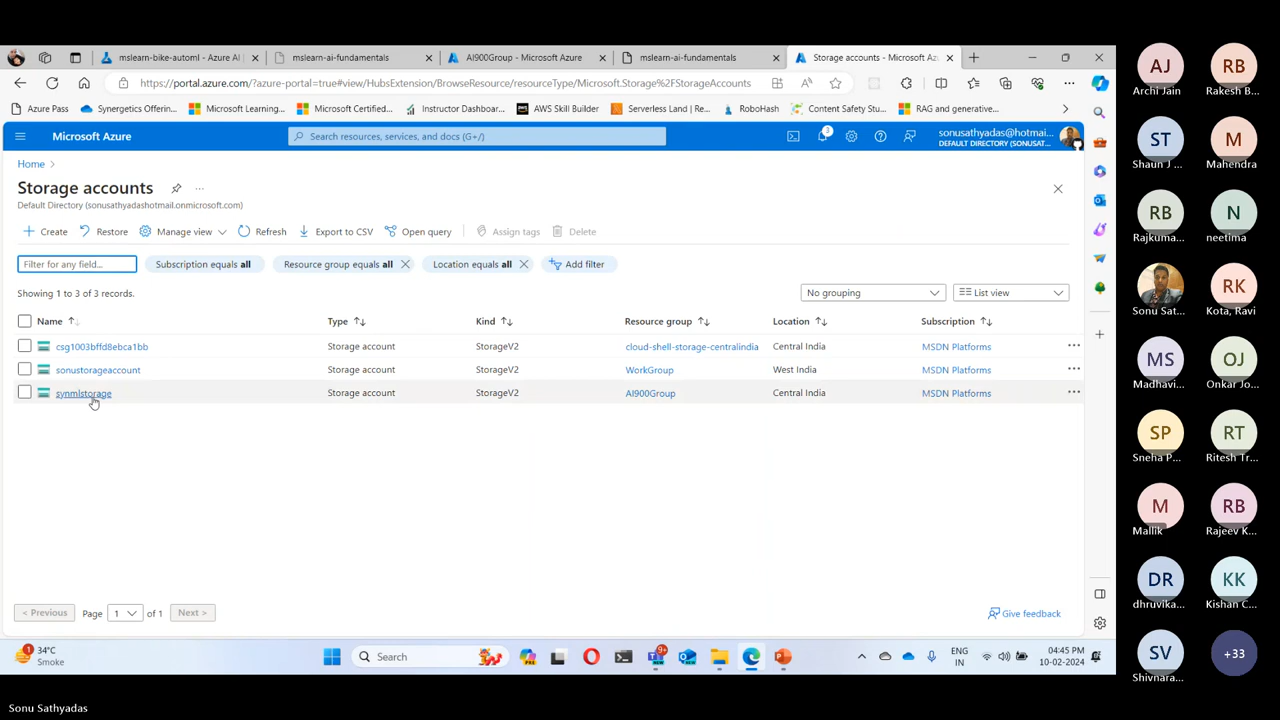 mslearn-bike-automl - Azure AI |
mslearn-ai-fundamentals
AI900Group - Microsoft Azure
mslearn-ai-fundamentals
Storage accounts - Microsoft Az
https://portal.azure.com/?azure-portal=true#view/HubsExtension/BrowseResource/resourceType/Microsoft.Storage%2FStorageAccounts
Azure Pass
Synergetics Offerin...
Microsoft Learning...
Microsoft Certified...
Instructor Dashboar...
AWS Skill Builder
Serverless Land | Re...
RoboHash
Content Safety Stu...
RAG and generative...
Microsoft Azure
Search resources, services, and docs (G+/)
3
sonusathyadas@hotmai...
DEFAULT DIRECTORY (SONUSAT...
Home >
Storage accounts
Default Directory (sonusathyadashotmail.onmicrosoft.com)
Create
Restore
Manage view
Refresh
Export to CSV
Open query
Assign tags
Delete
Filter for any field...
Subscription equals all
Resource group equals all
Location equals all
Add filter
Showing 1 to 3 of 3 records.
No grouping
List view
Name Type Kind Resource group Location Subscription
csg1003bffd8ebca1bb Storage account StorageV2 cloud-shell-storage-centralindia Central India MSDN Platforms ...
sonustorageaccount Storage account StorageV2 WorkGroup West India MSDN Platforms ...
synmlstorage Storage account StorageV2 AI900Group Central India MSDN Platforms ...
< Previous
Page 1 of 1
Next >
Give feedback
1
34°C
Smoke
Search
9+
ENG
IN
04:45 PM
10-02-2024
AJ
Archi Jain
RB
Rakesh B...
ST
Shaun J ...
M
Mahendra
RB
Rajkuma...
N
neetima
Sonu Sat...
RK
Kota, Ravi
MS
Madhavi...
OJ
Onkar Jo...
SP
Sneha P...
RT
Ritesh Tr...
M
Mallik
RB
Rajeev K...
DR
dhruvika...
KK
Kishan C...
SV
Shivnara...
+33
Sonu Sathyadas